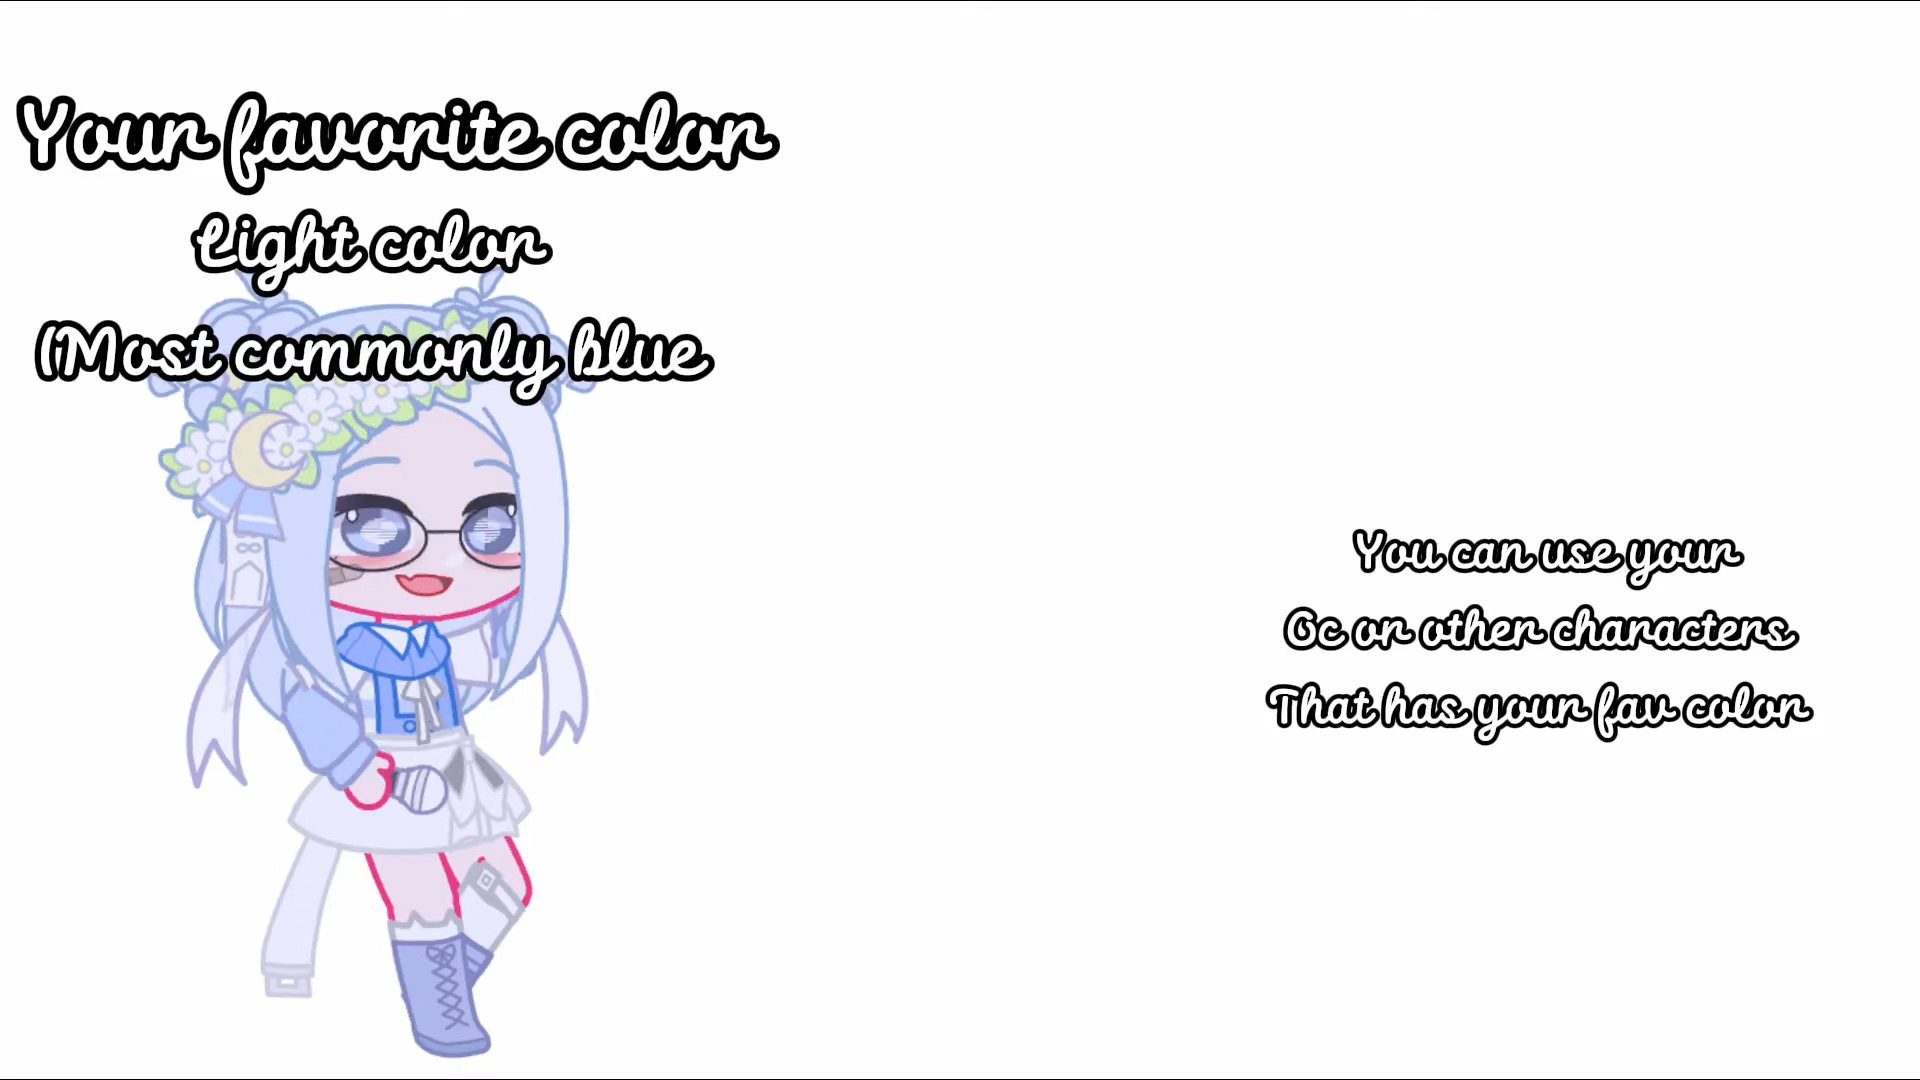 Your favorite color
Light color
(Most commonly blue
You can use your
Oc or other characters
That has your fav color